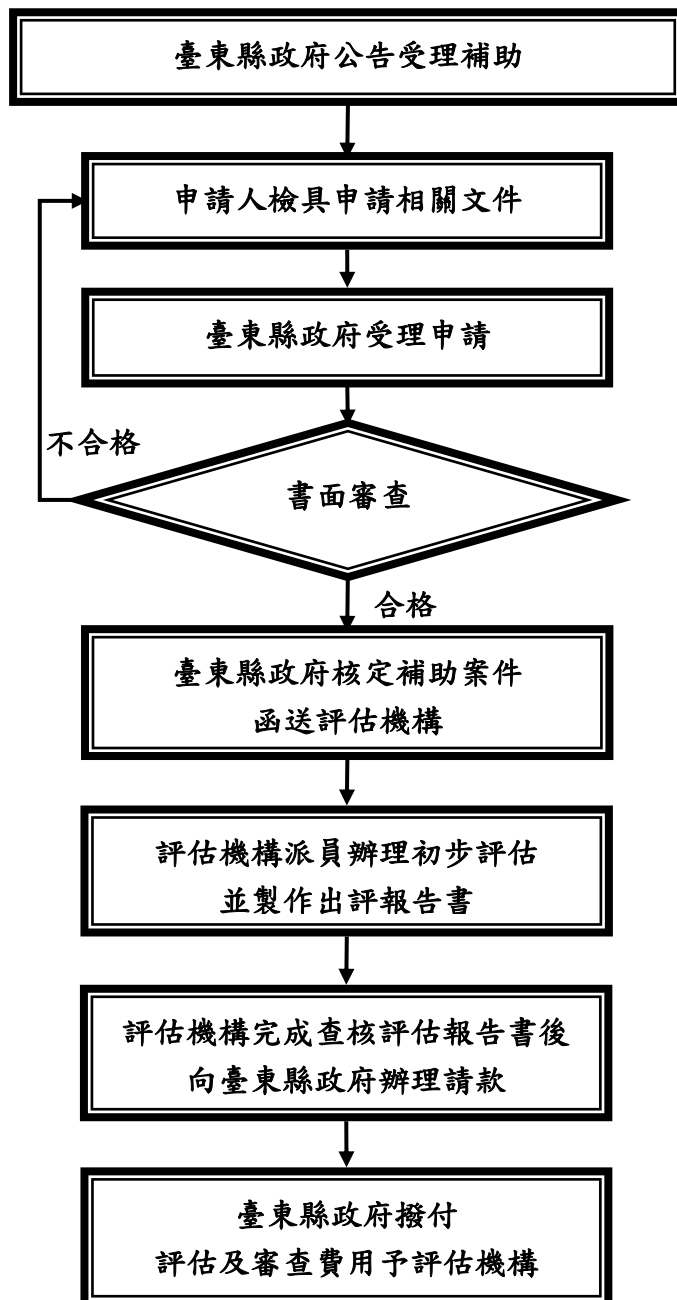 臺東縣政府公告受理補助
申請人檢具申請相關文件
臺東縣政府受理申請
不合格
書面審查
合格
臺東縣政府核定補助案件
函送評估機構
評估機構派員辦理初步評估
並製作出評報告書
評估機構完成查核評估報告書後
向臺東縣政府辦理請款
臺東縣政府撥付
評估及審查費用予評估機構